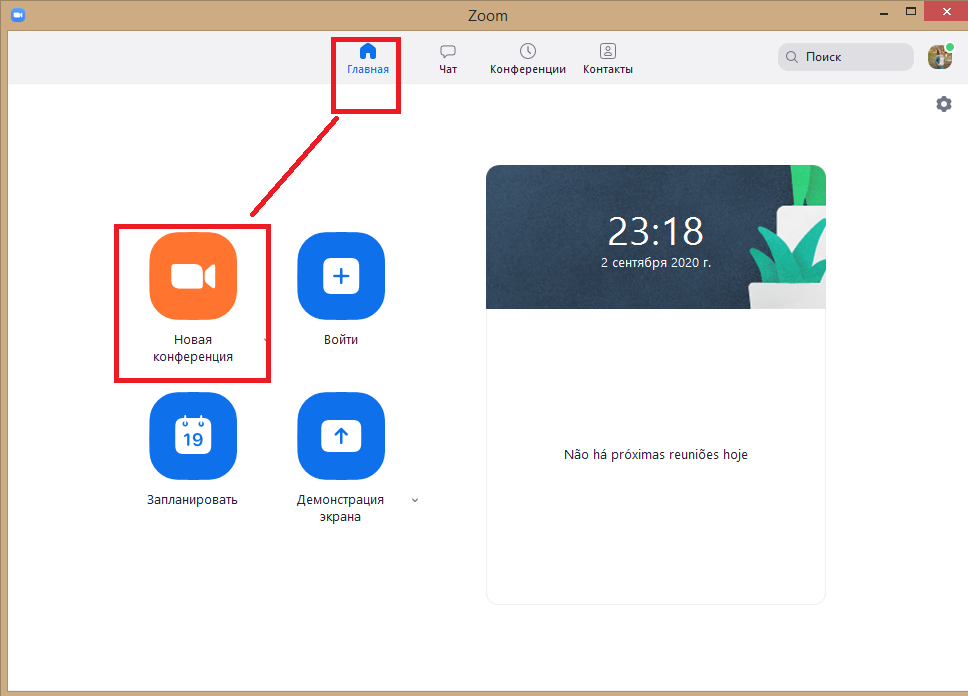 Zoom
Главная
Чат
Конференции
Контакты
Поиск
23:18
2 сентября 2020 г.
Новая
конференция
Войти
Não há próximas reuniões hoje
19
Запланировать
Демонстрация
экрана